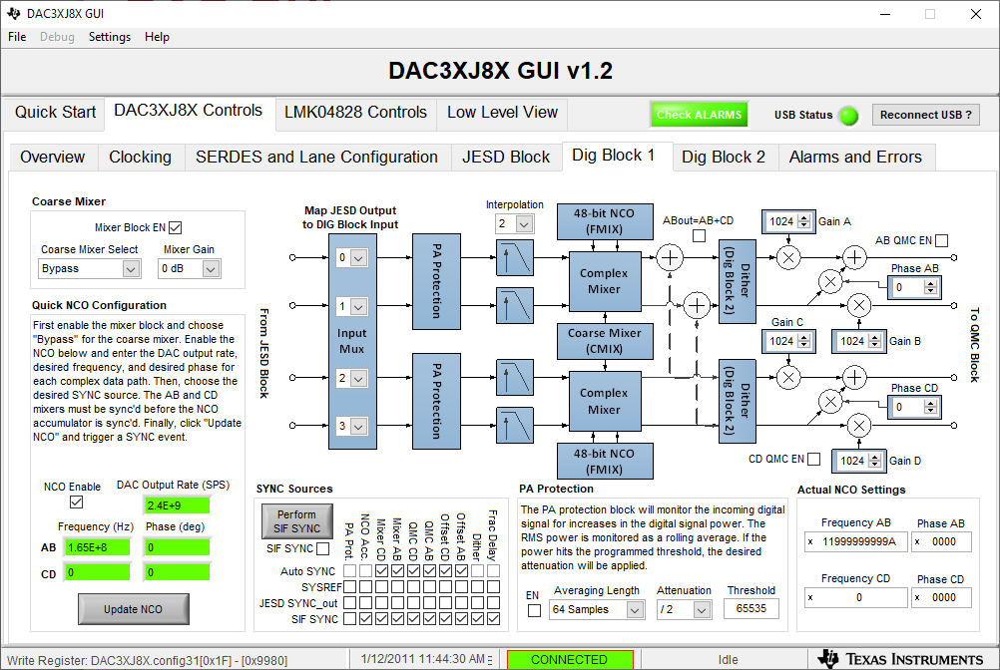 DAC3XJ8X GUI
File Debug Settings Help
DAC3XJ8X GUI v1.2
Quick Start DAC3XJ8X Controls LMK04828 Controls Low Level View Check ALARMS USB Status Reconnect USB ?
Overview Clocking SERDES and Lane Configuration JESD Block Dig Block 1 Dig Block 2 Alarms and Errors
Coarse Mixer
Mixer Block EN
Coarse Mixer Select Mixer Gain
Bypass 0 dB
Quick NCO Configuration
First enable the mixer block and choose
"Bypass" for the coarse mixer. Enable the
NCO below and enter the DAC output rate,
desired frequency, and desired phase for
each complex data path. Then, choose the
desired SYNC source. The AB and CD
mixers must be sync'd before the NCO
accumulator is sync'd. Finally, click "Update
NCO" and trigger a SYNC event.
NCO Enable DAC Output Rate (SPS)
2.4E+9
Frequency (Hz) Phase (deg)
AB 1.65E+8 0
CD 0 0
Update NCO
From JESD Block
Map JESD Output
to DIG Block Input
0
1
Input
Mux
2
3
PA Protection
PA Protection
Interpolation
2
48-bit NCO
(FMIX)
Complex
Mixer
Coarse Mixer
(CMIX)
Complex
Mixer
48-bit NCO
(FMIX)
ABout=AB+CD
Dither
(Dig Block 2)
Dither
(Dig Block 2)
1024 Gain A
AB QMC EN
Phase AB
0
Gain C
1024 1024 Gain B
Phase CD
0
CD QMC EN 1024 Gain D
To QMC Block
SYNC Sources
Perform
SIF SYNC
SIF SYNC
PA Prot.
NCO Acc.
Mixer CD
Mixer AB
QMC CD
QMC AB
Offset CD
Offset AB
Dither
Frac Delay
Auto SYNC
SYSREF
JESD SYNC_out
SIF SYNC
PA Protection
The PA protection block will monitor the incoming digital
signal for increases in the digital signal power. The
RMS power is monitored as a rolling average. If the
power hits the programmed threshold, the desired
attenuation will be applied.
EN Averaging Length Attenuation Threshold
64 Samples / 2 65535
Actual NCO Settings
Frequency AB Phase AB
x 11999999999A x 0000
Frequency CD Phase CD
x 0 x 0000
Write Register: DAC3XJ8X.config31[0x1F] - [0x9980] 1/12/2011 11:44:30 AM CONNECTED Idle TEXAS INSTRUMENTS